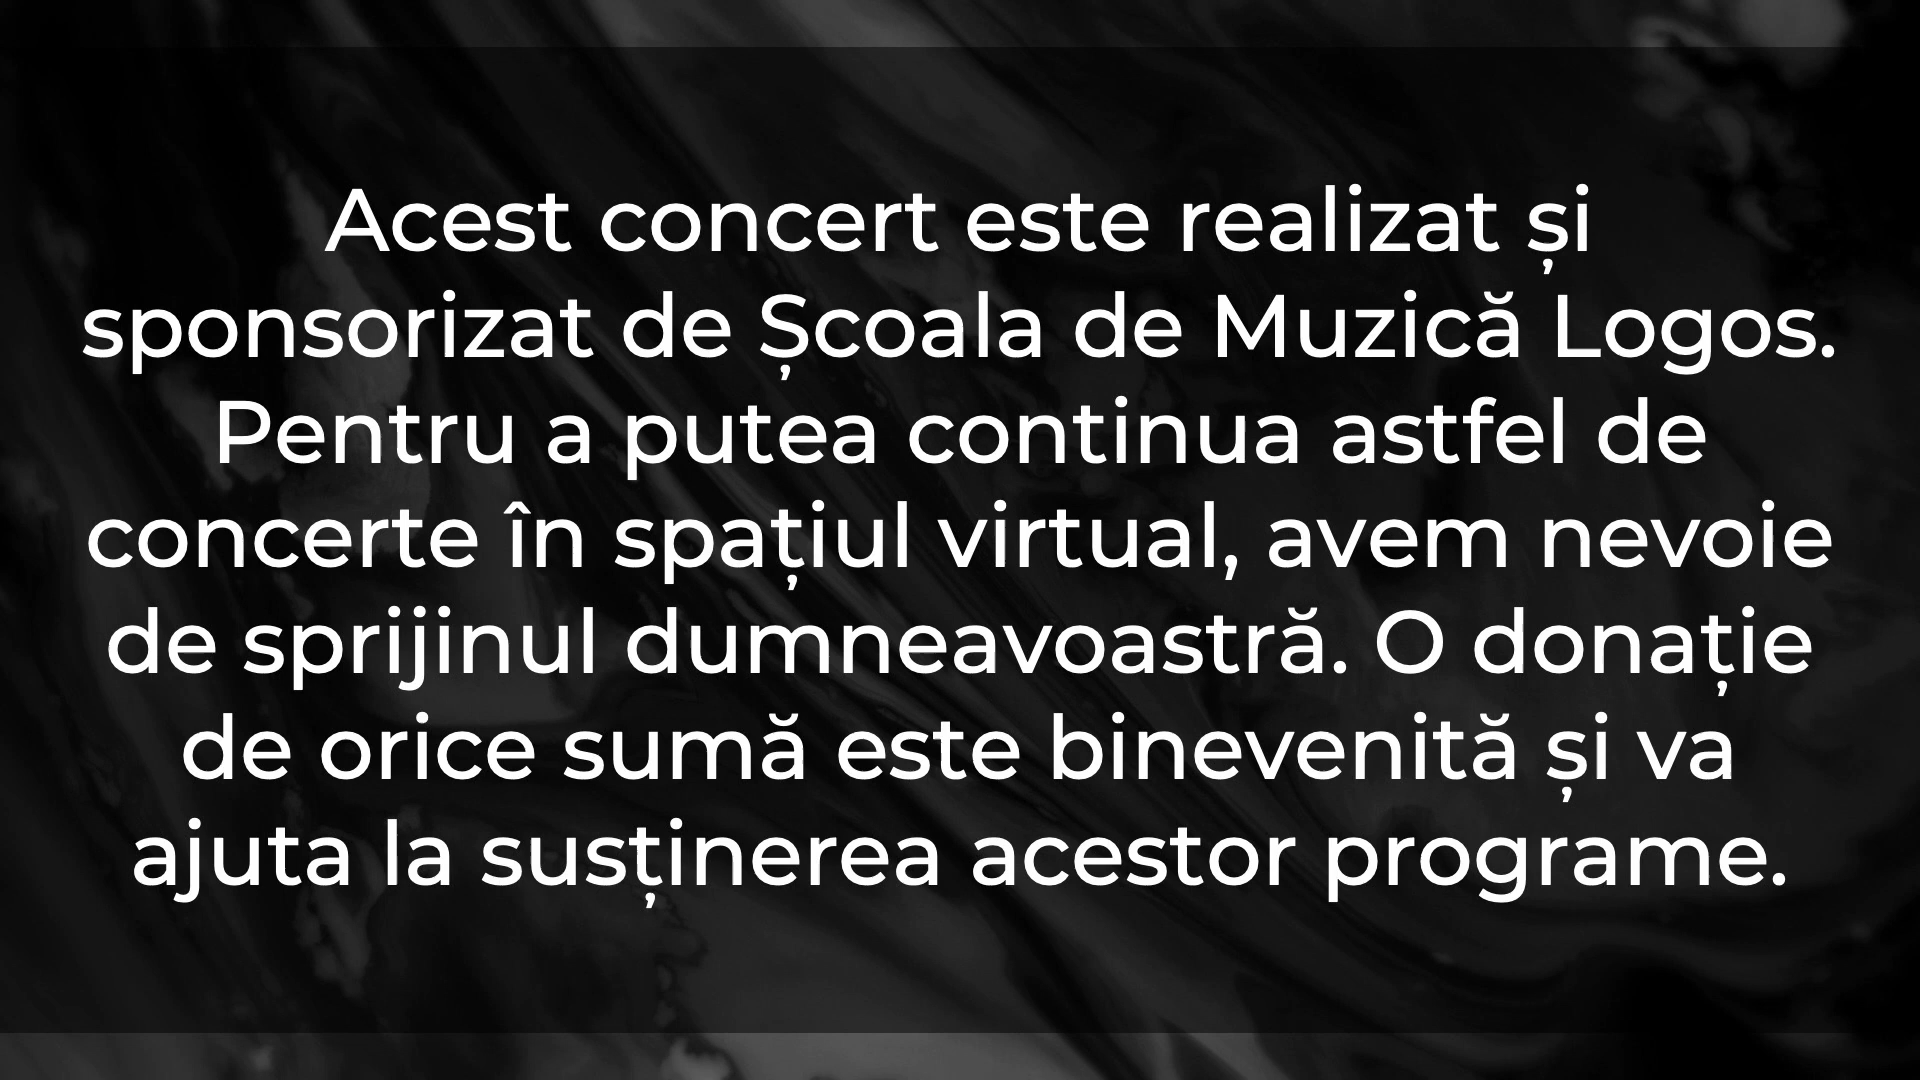 Acest concert este realizat și
sponsorizat de Școala de Muzică Logos.
Pentru a putea continua astfel de
concerte în spațiul virtual, avem nevoie
de sprijinul dumneavoastră. O donație
de orice sumă este binevenită și va
ajuta la susținerea acestor programe.